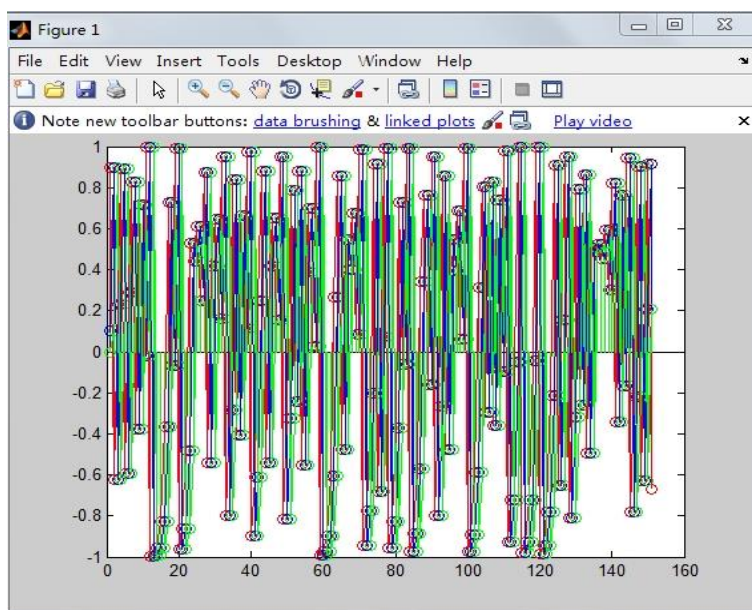 Figure 1
File Edit View Insert Tools Desktop Window Help
Note new toolbar buttons: data brushing & linked plots Play video
1
0.8
0.6
0.4
0.2
0
-0.2
-0.4
-0.6
-0.8
-1
0 20 40 60 80 100 120 140 160